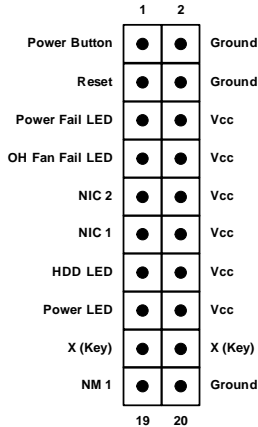 1 2
Power Button Ground
Reset Ground
Power Fail LED Vcc
OH Fan Fail LED Vcc
NIC 2 Vcc
NIC 1 Vcc
HDD LED Vcc
Power LED Vcc
X (Key) X (Key)
NM 1 Ground
19 20